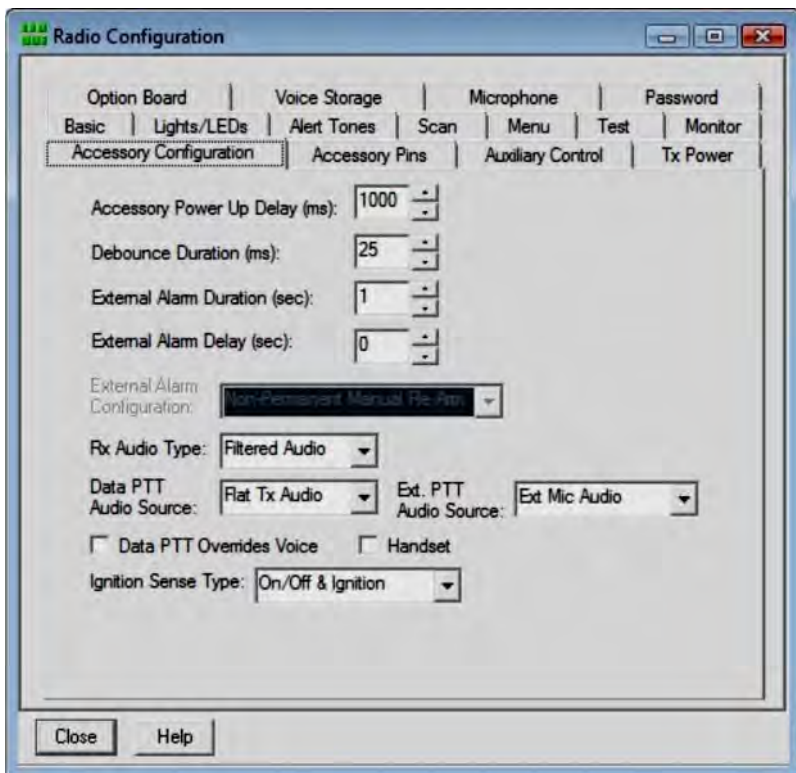 Radio Configuration
Option Board Voice Storage Microphone Password
Basic Lights/LEDs Alert Tones Scan Menu Test Monitor
Accessory Configuration Accessory Pins Auxiliary Control Tx Power
Accessory Power Up Delay (ms): 1000
Debounce Duration (ms): 25
External Alarm Duration (sec): 1
External Alarm Delay (sec): 0
External Alarm
Configuration: Non-Permanent Manual Re-Arm
Rx Audio Type: Filtered Audio
Data PTT
Audio Source: Flat Tx Audio Ext. PTT
Audio Source: Ext Mic Audio
Data PTT Overrides Voice Handset
Ignition Sense Type: On/Off & Ignition
Close Help